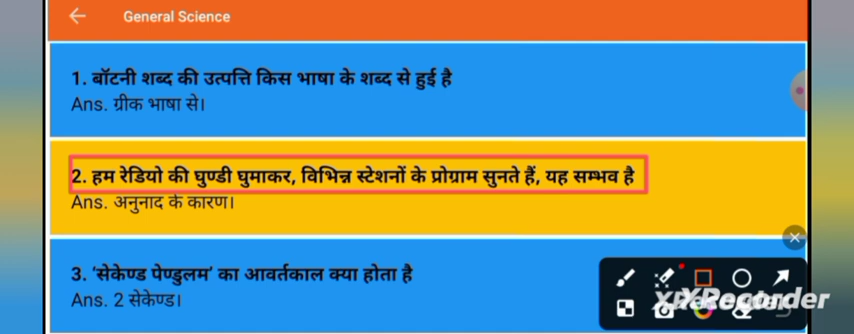 General Science
1. बॉटनी शब्द की उत्पत्ति किस भाषा के शब्द से हुई है
Ans. ग्रीक भाषा से।
2. हम रेडियो की घुण्डी घुमाकर, विभिन्न स्टेशनों के प्रोग्राम सुनते हैं, यह सम्भव है
Ans. अनुनाद के कारण।
3. 'सेकेण्ड पेण्डुलम' का आवर्तकाल क्या होता है
Ans. 2 सेकेण्ड।
XRecorder